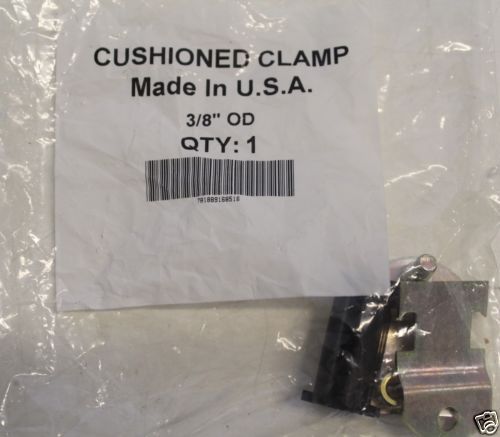 CUSHIONED CLAMP
Made In U.S.A.
3/8" OD
QTY: 1